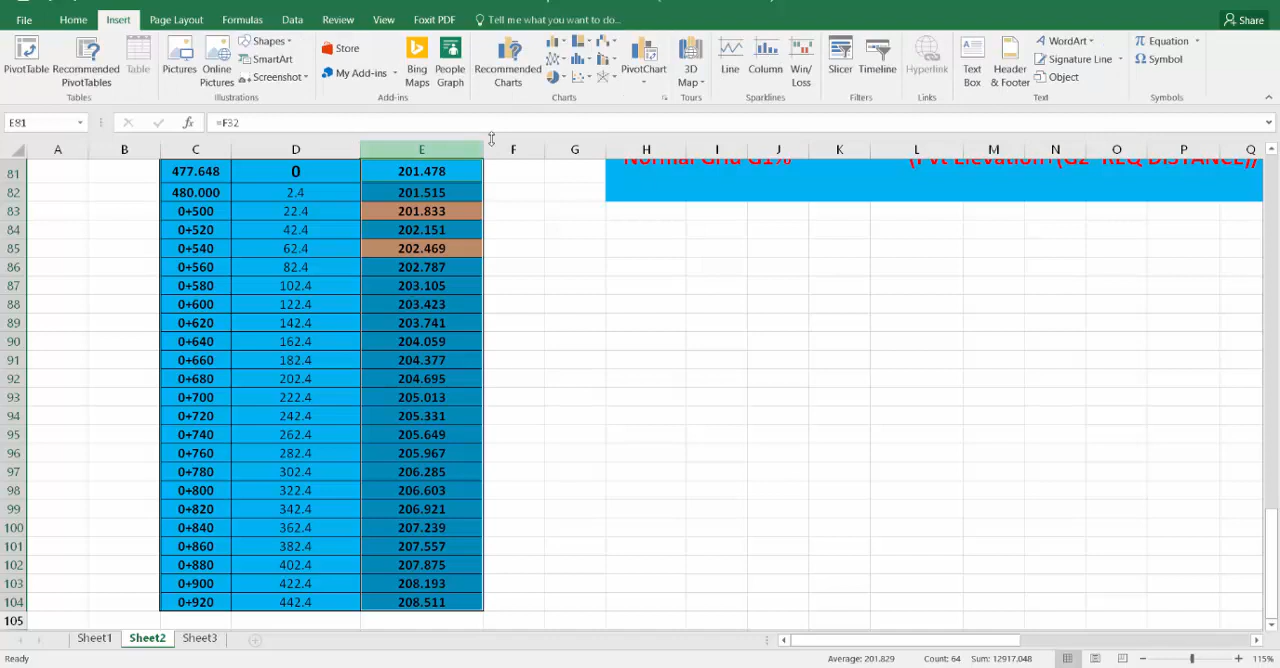 File Home Insert Page Layout Formulas Data Review View Foxit PDF Tell me what you want to do... Share
PivotTable Recommended PivotTables Table
Tables
Pictures Online Pictures Shapes SmartArt Screenshot
Illustrations
Store My Add-ins Bing Maps People Graph
Add-ins
Recommended Charts PivotChart
Charts
3D Map
Tours
Line Column Win/Loss
Sparklines
Slicer Timeline
Filters
Hyperlink
Links
Text Box Header & Footer WordArt Signature Line Object
Text
Equation Symbol
Symbols
E81 fx =F32
A B C D E F G H I J K L M N O P Q
81 477.648 0 201.478
82 480.000 2.4 201.515
83 0+500 22.4 201.833
84 0+520 42.4 202.151
85 0+540 62.4 202.469
86 0+560 82.4 202.787
87 0+580 102.4 203.105
88 0+600 122.4 203.423
89 0+620 142.4 203.741
90 0+640 162.4 204.059
91 0+660 182.4 204.377
92 0+680 202.4 204.695
93 0+700 222.4 205.013
94 0+720 242.4 205.331
95 0+740 262.4 205.649
96 0+760 282.4 205.967
97 0+780 302.4 206.285
98 0+800 322.4 206.603
99 0+820 342.4 206.921
100 0+840 362.4 207.239
101 0+860 382.4 207.557
102 0+880 402.4 207.875
103 0+900 422.4 208.193
104 0+920 442.4 208.511
105
Sheet1 Sheet2 Sheet3
Ready Average: 201.829 Count: 64 Sum: 12917.048 115%